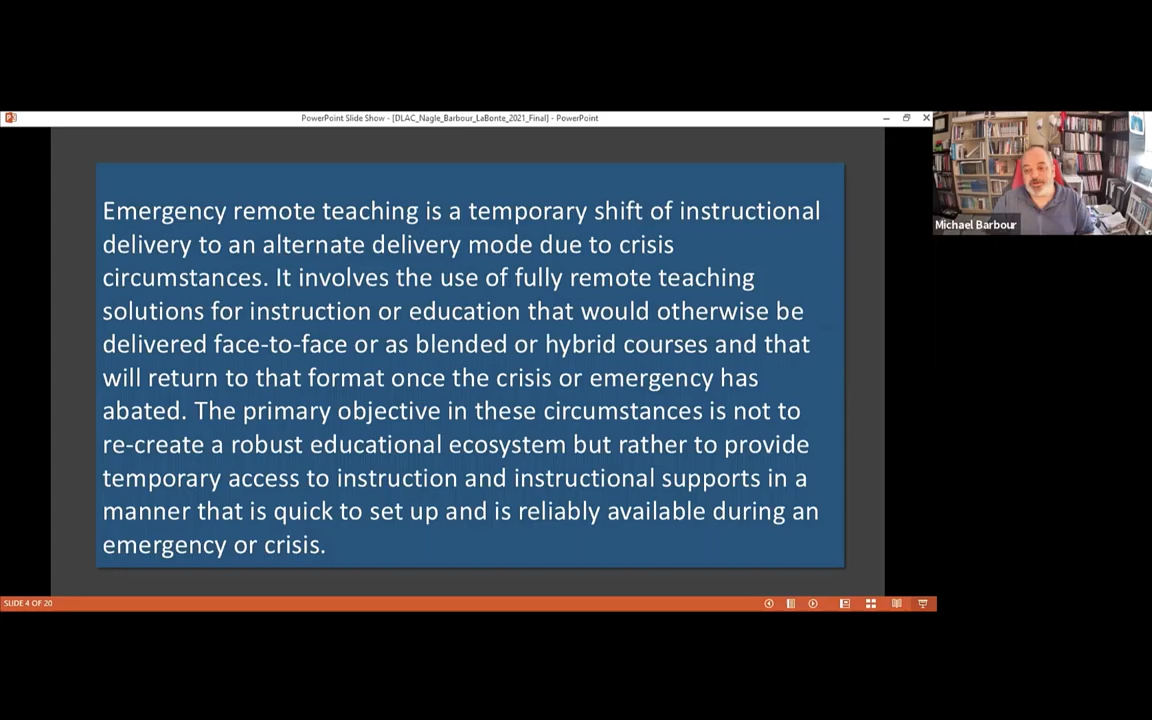 PowerPoint Slide Show - [DLAC_Nagle_Barbour_LaBonte_2021_Final] - PowerPoint
Emergency remote teaching is a temporary shift of instructional
delivery to an alternate delivery mode due to crisis
circumstances. It involves the use of fully remote teaching
solutions for instruction or education that would otherwise be
delivered face-to-face or as blended or hybrid courses and that
will return to that format once the crisis or emergency has
abated. The primary objective in these circumstances is not to
re-create a robust educational ecosystem but rather to provide
temporary access to instruction and instructional supports in a
manner that is quick to set up and is reliably available during an
emergency or crisis.
Michael Barbour
SLIDE 4 OF 20